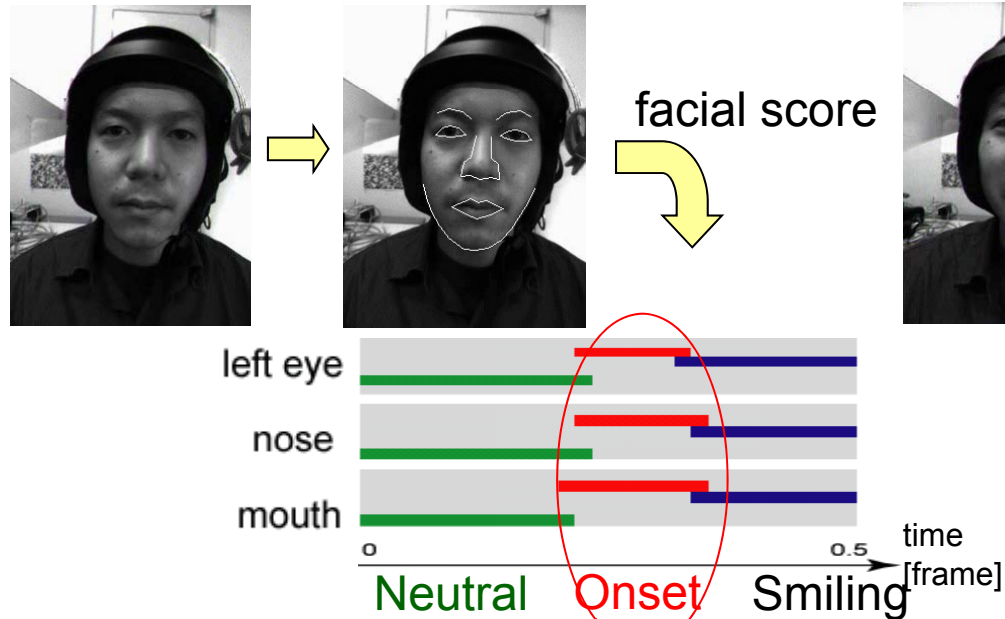 facial score
left eye
nose
mouth
0 0.5
time
[frame]
Neutral Onset Smiling